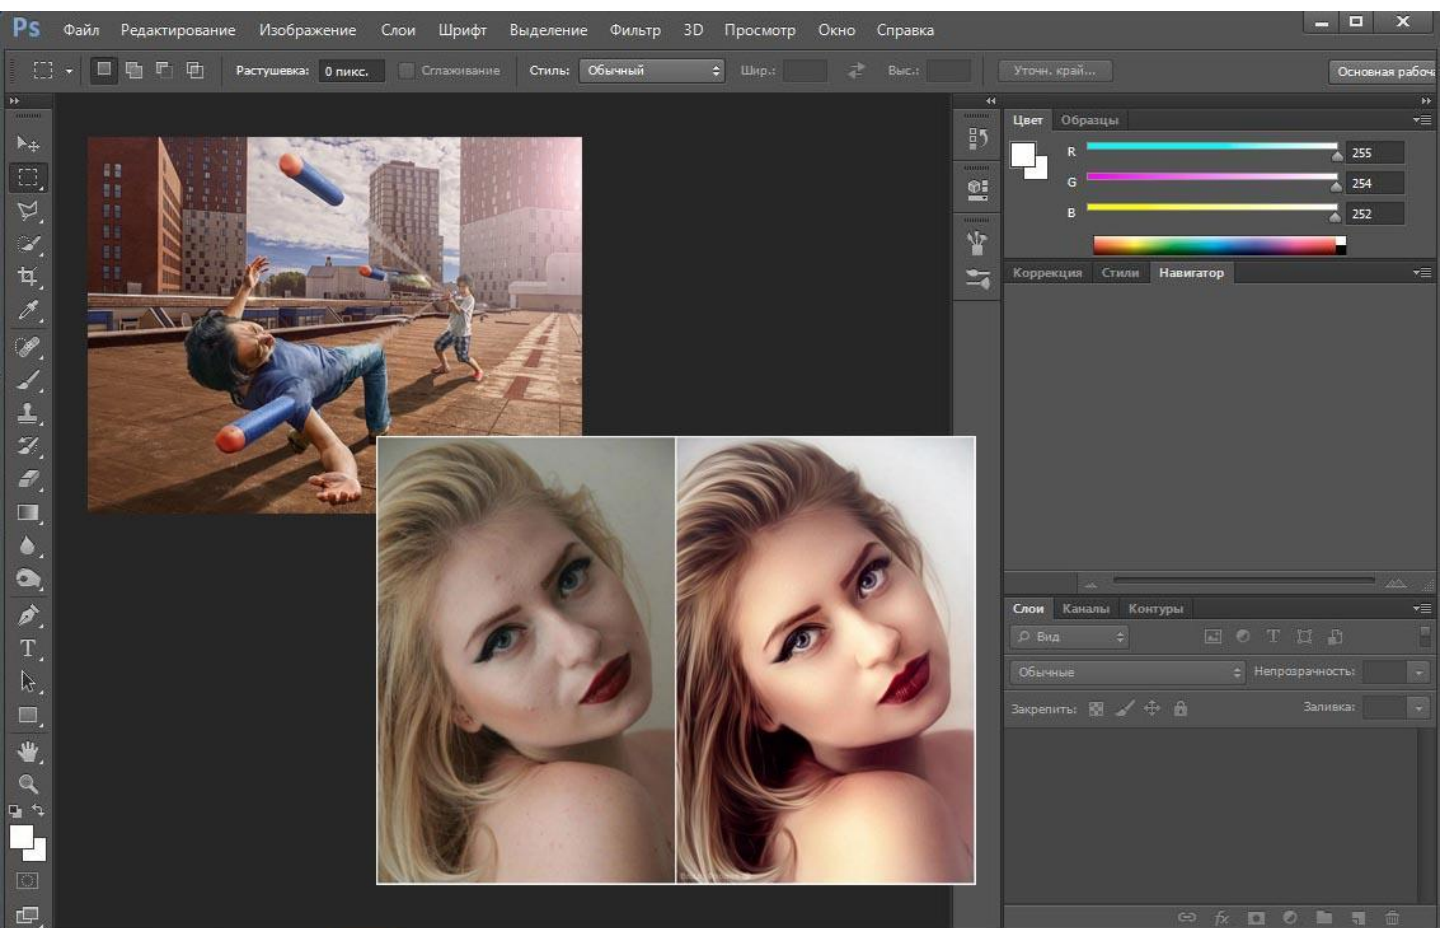 Ps Файл Редактирование Изображение Слои Шрифт Выделение Фильтр 3D Просмотр Окно Справка
Растушевка: 0 пикс. Сглаживание Стиль: Обычный Шир.: Выс.: Уточн. край... Основная рабоча
Цвет Образцы
R 255
G 254
B 252
Коррекция Стили Навигатор
Слои Каналы Контуры
Вид T
Обычные Непрозрачность:
Закрепить: Заливка:
T
fx